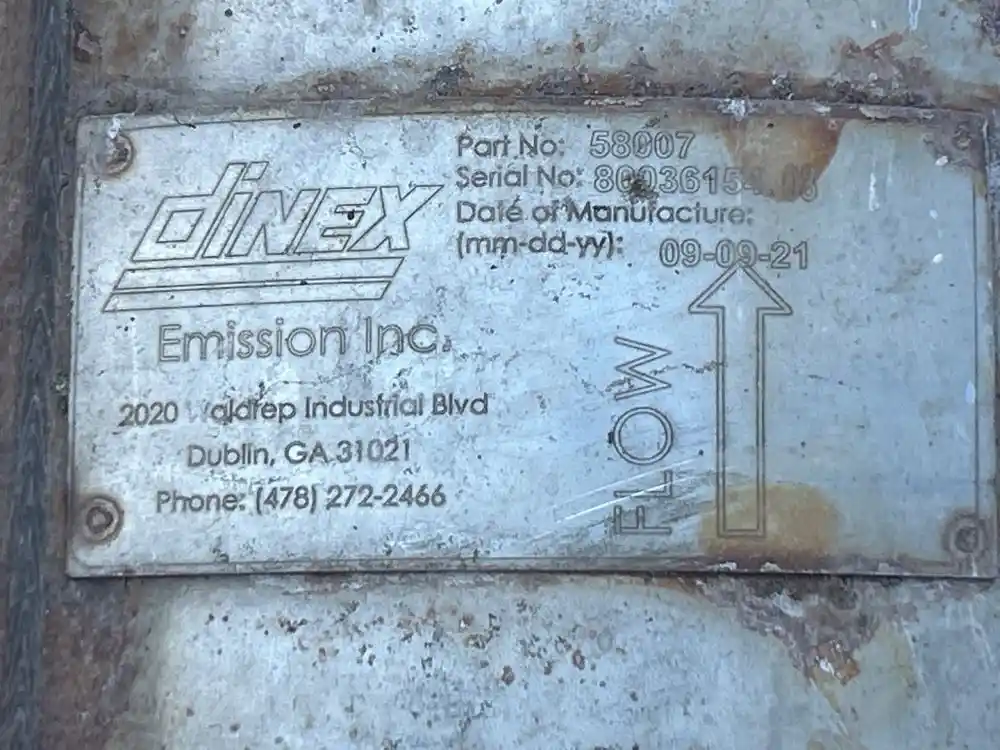 dINEX
Emission Inc.
2020 Industrial Blvd
Dublin, GA 31021
Phone: (478) 272-2466
Part No: 58007
Serial No:
Date of Manufacture:
(mm-dd-yy): 09-09-21
FLOW